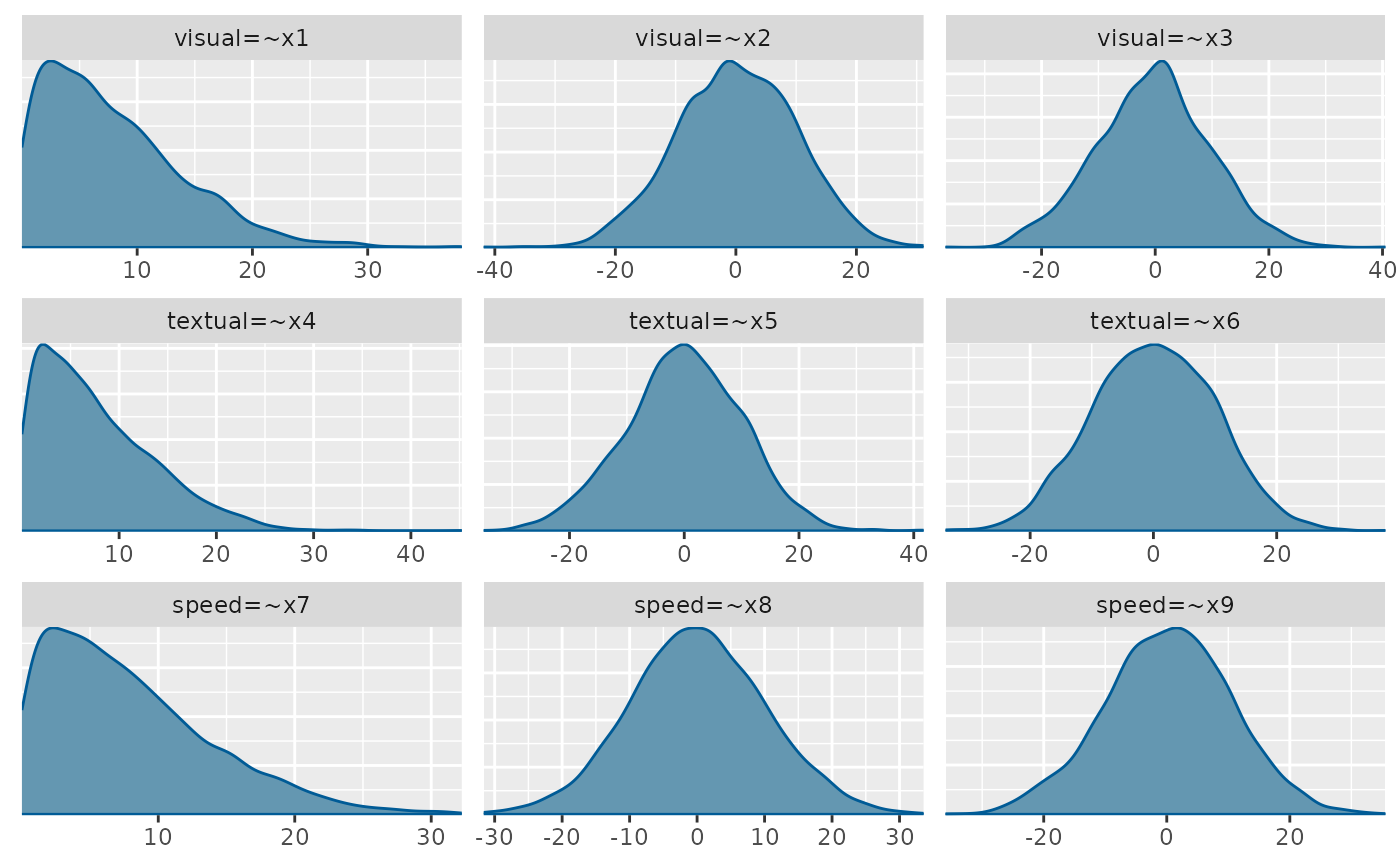 visual=~x1 visual=~x2 visual=~x3
10 20 30 -40 -20 0 20 -20 0 20 40
textual=~x4 textual=~x5 textual=~x6
10 20 30 40 -20 0 20 40 -20 0 20
speed=~x7 speed=~x8 speed=~x9
10 20 30 -30 -20 -10 0 10 20 30 -20 0 20